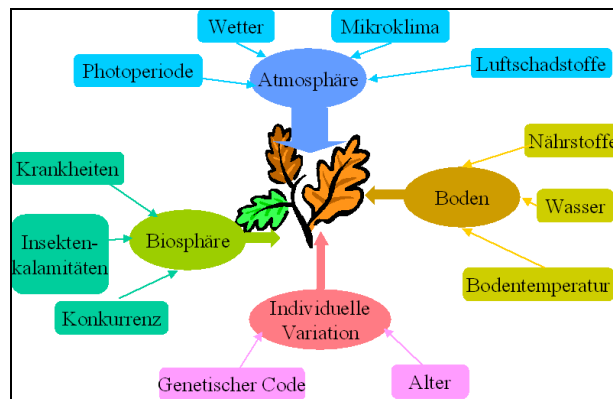 Wetter
Mikroklima
Photoperiode
Atmosphäre
Luftschadstoffe
Nährstoffe
Krankheiten
Boden
Wasser
Insekten-
kalamitäten
Biosphäre
Konkurrenz
Bodentemperatur
Individuelle
Variation
Genetischer Code
Alter